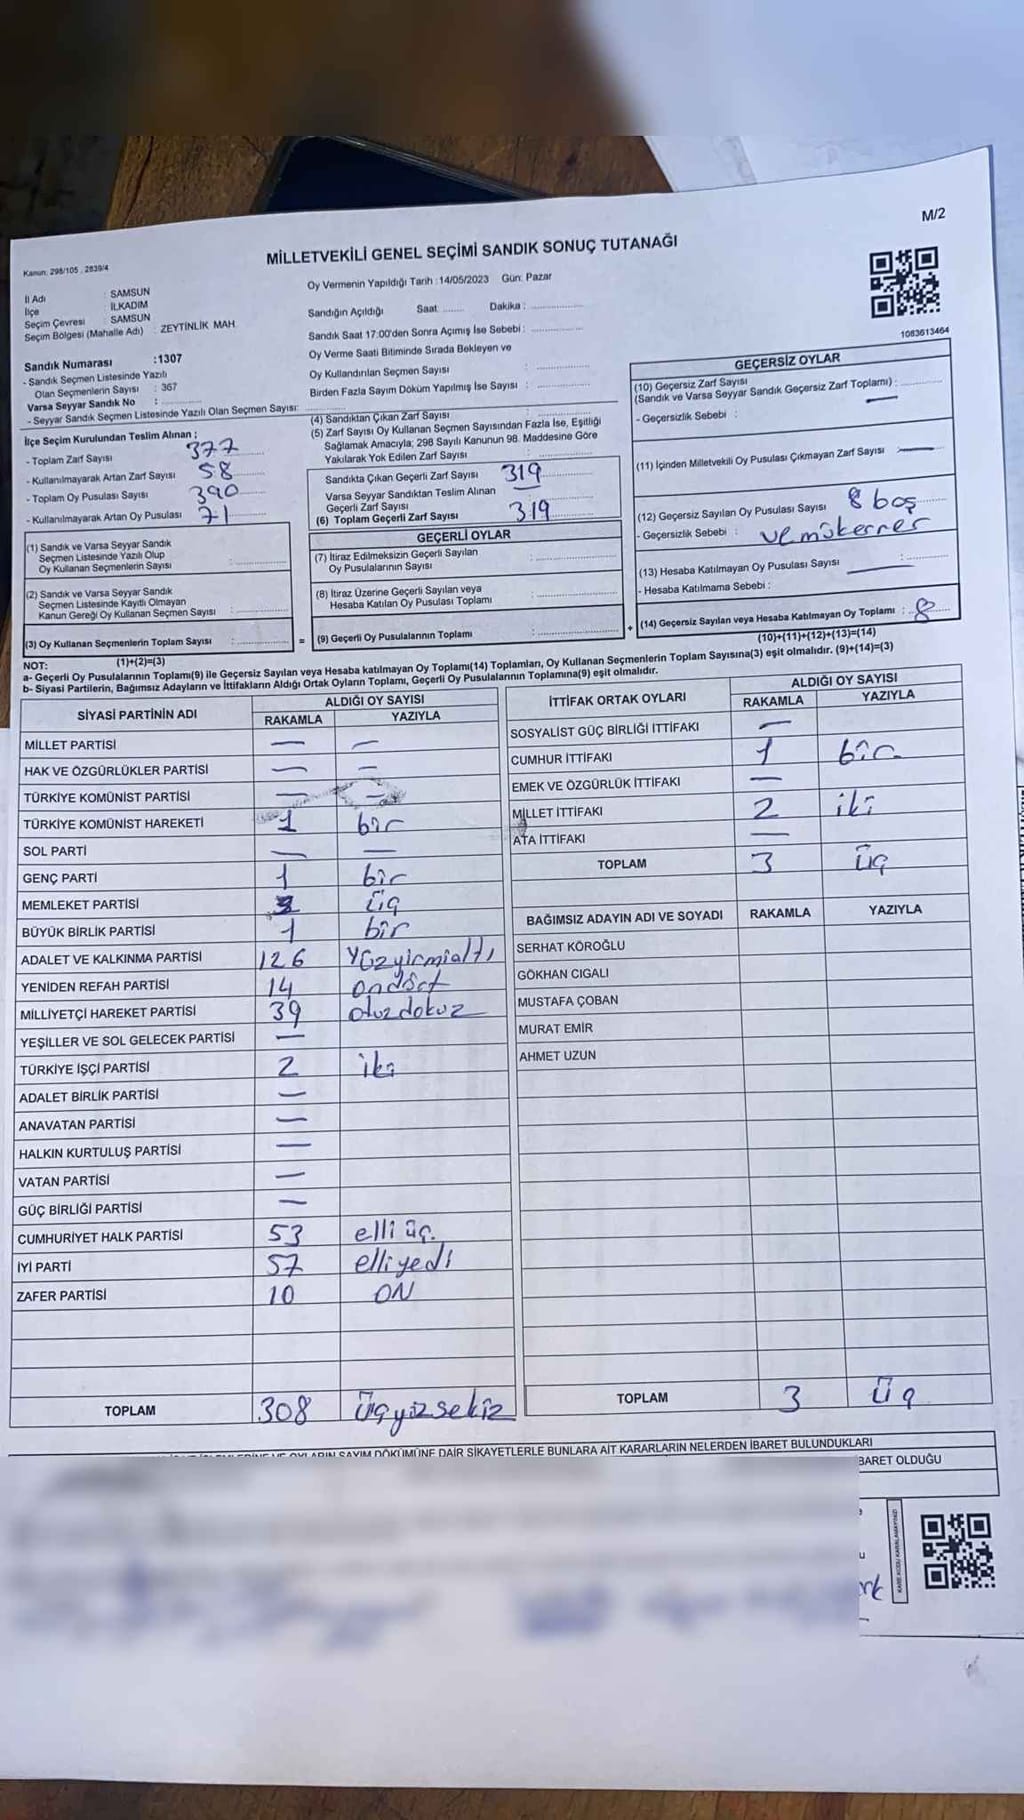 M/2
MİLLETVEKİLİ GENEL SEÇİMİ SANDIK SONUÇ TUTANAĞI
Kanun: 298/105 , 2839/4
İl Adı : SAMSUN
İlçe : İLKADIM
Seçim Çevresi : SAMSUN
Seçim Bölgesi (Mahalle Adı) : ZEYTİNLİK MAH.
Sandık Numarası :1307
- Sandık Seçmen Listesinde Yazılı
Olan Seçmenlerin Sayısı : 367
Varsa Seyyar Sandık No :
- Seyyar Sandık Seçmen Listesinde Yazılı Olan Seçmen Sayısı:
Oy Vermenin Yapıldığı Tarih :14/05/2023 Gün: Pazar
Sandığın Açıldığı Saat Dakika :
Sandık Saat 17:00'den Sonra Açımış İse Sebebi :
Oy Verme Saati Bitiminde Sırada Bekleyen ve
Oy Kullandırılan Seçmen Sayısı :
Birden Fazla Sayım Döküm Yapılmış İse Sayısı :
1083613464
İlçe Seçim Kurulundan Teslim Alınan ;
- Toplam Zarf Sayısı 377
- Kullanılmayarak Artan Zarf Sayısı 58
- Toplam Oy Pusulası Sayısı 390
- Kullanılmayarak Artan Oy Pusulası 71
(4) Sandıktan Çıkan Zarf Sayısı :
(5) Zarf Sayısı Oy Kullanan Seçmen Sayısından Fazla İse, Eşitliği
Sağlamak Amacıyla; 298 Sayılı Kanunun 98. Maddesine Göre
Yakılarak Yok Edilen Zarf Sayısı :
Sandıkta Çıkan Geçerli Zarf Sayısı 319
Varsa Seyyar Sandıktan Teslim Alınan
Geçerli Zarf Sayısı —
(6) Toplam Geçerli Zarf Sayısı 319
GEÇERSİZ OYLAR
(10) Geçersiz Zarf Sayısı
(Sandık ve Varsa Seyyar Sandık Geçersiz Zarf Toplamı) : —
- Geçersizlik Sebebi :
(11) İçinden Milletvekili Oy Pusulası Çıkmayan Zarf Sayısı —
(12) Geçersiz Sayılan Oy Pusulası Sayısı 8 boş
- Geçersizlik Sebebi : ve mükerrer
(13) Hesaba Katılmayan Oy Pusulası Sayısı : —
- Hesaba Katılmama Sebebi :
(14) Geçersiz Sayılan veya Hesaba Katılmayan Oy Toplamı : 8
(10)+(11)+(12)+(13)=(14)
(1) Sandık ve Varsa Seyyar Sandık
Seçmen Listesinde Yazılı Olup
Oy Kullanan Seçmenlerin Sayısı :
(2) Sandık ve Varsa Seyyar Sandık
Seçmen Listesinde Kayıtlı Olmayan
Kanun Gereği Oy Kullanan Seçmen Sayısı :
(3) Oy Kullanan Seçmenlerin Toplam Sayısı : =
(1)+(2)=(3)
GEÇERLİ OYLAR
(7) İtiraz Edilmeksizin Geçerli Sayılan
Oy Pusulalarının Sayısı :
(8) İtiraz Üzerine Geçerli Sayılan veya
Hesaba Katılan Oy Pusulası Toplamı :
(9) Geçerli Oy Pusulalarının Toplamı : +
NOT:
a- Geçerli Oy Pusulalarının Toplamı(9) ile Geçersiz Sayılan veya Hesaba katılmayan Oy Toplamı(14) Toplamları, Oy Kullanan Seçmenlerin Toplam Sayısına(3) eşit olmalıdır. (9)+(14)=(3)
b- Siyasi Partilerin, Bağımsız Adayların ve İttifakların Aldığı Ortak Oyların Toplamı, Geçerli Oy Pusulalarının Toplamına(9) eşit olmalıdır.
SİYASİ PARTİNİN ADI ALDIĞI OY SAYISI
RAKAMLA YAZIYLA
MİLLET PARTİSİ — —
HAK VE ÖZGÜRLÜKLER PARTİSİ — —
TÜRKİYE KOMÜNİST PARTİSİ — —
TÜRKİYE KOMÜNİST HAREKETİ 1 bir
SOL PARTİ — —
GENÇ PARTİ 1 bir
MEMLEKET PARTİSİ 3 üç
BÜYÜK BİRLİK PARTİSİ 1 bir
ADALET VE KALKINMA PARTİSİ 126 Yüzyirmialtı
YENİDEN REFAH PARTİSİ 14 ondört
MİLLİYETÇİ HAREKET PARTİSİ 39 otuzdokuz
YEŞİLLER VE SOL GELECEK PARTİSİ —
TÜRKİYE İŞÇİ PARTİSİ 2 iki
ADALET BİRLİK PARTİSİ —
ANAVATAN PARTİSİ —
HALKIN KURTULUŞ PARTİSİ —
VATAN PARTİSİ —
GÜÇ BİRLİĞİ PARTİSİ —
CUMHURİYET HALK PARTİSİ 53 elli üç.
İYİ PARTİ 57 elliyedi
ZAFER PARTİSİ 10 ON
TOPLAM 308 Üçyüzsekiz
İTTİFAK ORTAK OYLARI ALDIĞI OY SAYISI
RAKAMLA YAZIYLA
SOSYALİST GÜÇ BİRLİĞİ İTTİFAKI —
CUMHUR İTTİFAKI 1 bir
EMEK VE ÖZGÜRLÜK İTTİFAKI —
MİLLET İTTİFAKI 2 iki
ATA İTTİFAKI —
TOPLAM 3 üç
BAĞIMSIZ ADAYIN ADI VE SOYADI RAKAMLA YAZIYLA
SERHAT KÖROĞLU
GÖKHAN CIGALI
MUSTAFA ÇOBAN
MURAT EMİR
AHMET UZUN
TOPLAM 3 üç
OYLARIN SAYIM DÖKÜMÜNE DAİR ŞİKAYETLERLE BUNLARA AİT KARARLARIN NELERDEN İBARET BULUNDUKLARI
BARET OLDUĞU